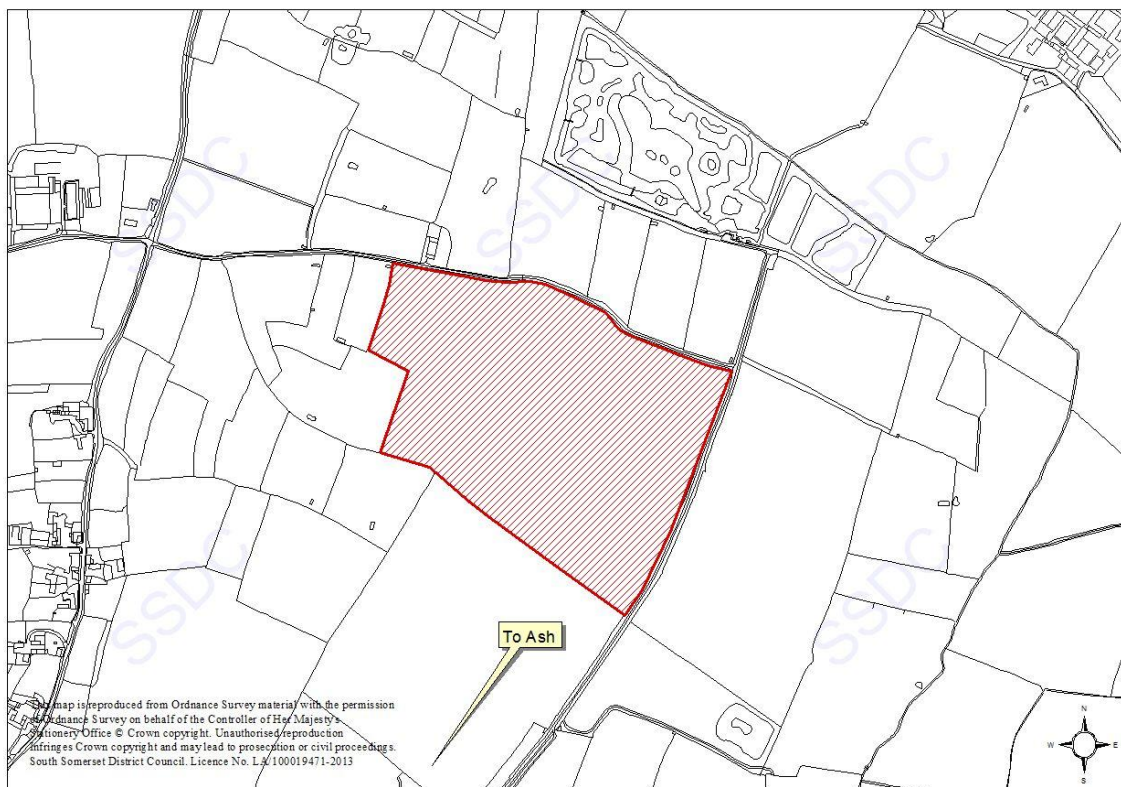 SSDC
SSDC
SSDC
To Ash
SSDC
SSDC
SSDC
This map is reproduced from Ordnance Survey material with the permission
of Ordnance Survey on behalf of the Controller of Her Majesty's
Stationery Office © Crown copyright. Unauthorised reproduction
infringes Crown copyright and may lead to prosecution or civil proceedings.
South Somerset District Council. Licence No. LA/100019471-2013
N
W E
S